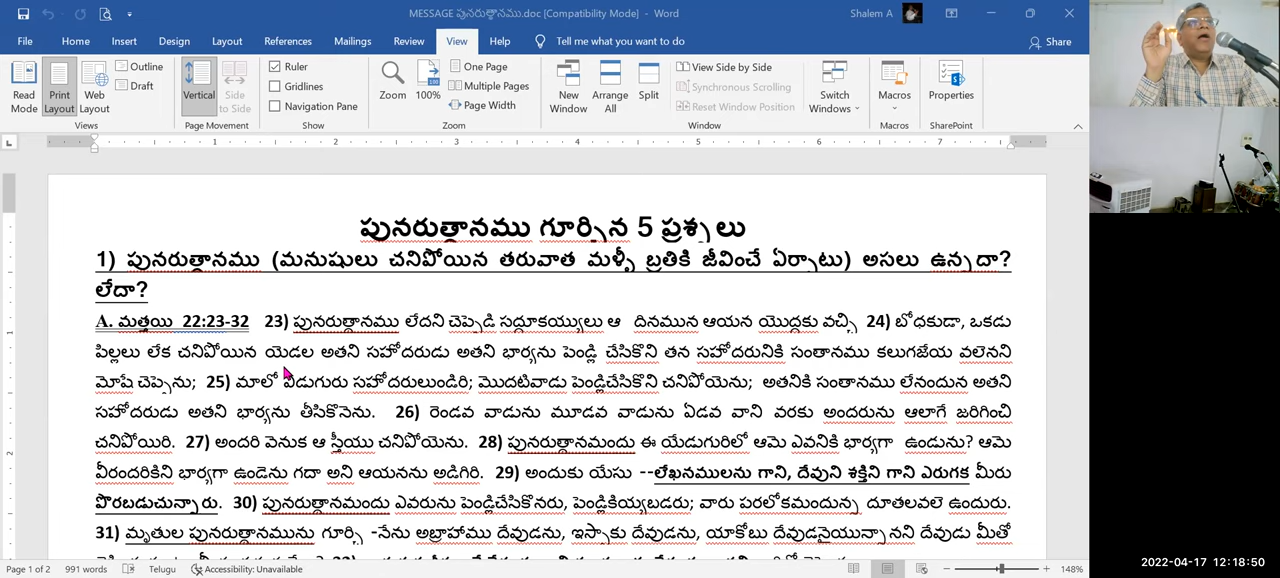 MESSAGE పునరుత్థానము.doc [Compatibility Mode] - Word
Shalem A
File Home Insert Design Layout References Mailings Review View Help Tell me what you want to do Share
Read Mode Print Layout Web Layout Outline Draft
Vertical Side to Side
Ruler Gridlines Navigation Pane
Zoom 100% One Page Multiple Pages Page Width
New Window Arrange All Split
View Side by Side Synchronous Scrolling Reset Window Position
Switch Windows Macros Properties
Views Page Movement Show Zoom Window Macros SharePoint
1 2 3 4 5 6 7
పునరుత్థానము గూర్చిన 5 ప్రశ్నలు
1) పునరుత్థానము (మనుషులు చనిపోయిన తరువాత మళ్ళీ బ్రతికి జీవించే ఏర్పాటు) అసలు ఉన్నదా?
లేదా?
A. మత్తయి 22:23-32 23) పునరుత్థానము లేదని చెప్పెడి సద్దూకయ్యులు ఆ దినమున ఆయన యొద్దకు వచ్చి 24) బోధకుడా, ఒకడు
పిల్లలు లేక చనిపోయిన యెడల అతని సహోదరుడు అతని భార్యను పెండ్లి చేసికొని తన సహోదరునికి సంతానము కలుగజేయ వలెనని
మోషే చెప్పెను; 25) మాలో ఏడుగురు సహోదరులుండిరి; మొదటివాడు పెండ్లిచేసికొని చనిపోయెను; అతనికి సంతానము లేనందున అతని
సహోదరుడు అతని భార్యను తీసికొనెను. 26) రెండవ వాడును మూడవ వాడును ఏడవ వాని వరకు అందరును ఆలాగే జరిగించి
చనిపోయిరి. 27) అందరి వెనుక ఆ స్త్రీయు చనిపోయెను. 28) పునరుత్థానమందు ఈ యేడుగురిలో ఆమె ఎవనికి భార్యగా ఉండును? ఆమె
వీరందరికిని భార్యగా ఉండెను గదా అని ఆయనను అడిగిరి. 29) అందుకు యేసు --లేఖనములను గాని, దేవుని శక్తిని గాని ఎరుగక మీరు
పొరబడుచున్నారు. 30) పునరుత్థానమందు ఎవరును పెండ్లిచేసికొనరు, పెండ్లికియ్యబడరు; వారు పరలోకమందున్న దూతలవలె ఉందురు.
31) మృతుల పునరుత్థానమును గూర్చి -నేను అబ్రాహాము దేవుడను, ఇస్సాకు దేవుడను, యాకోబు దేవుడనైయున్నానని దేవుడు మీతో
Page 1 of 2 991 words Telugu Accessibility: Unavailable 148%
2022-04-17 12:18:50